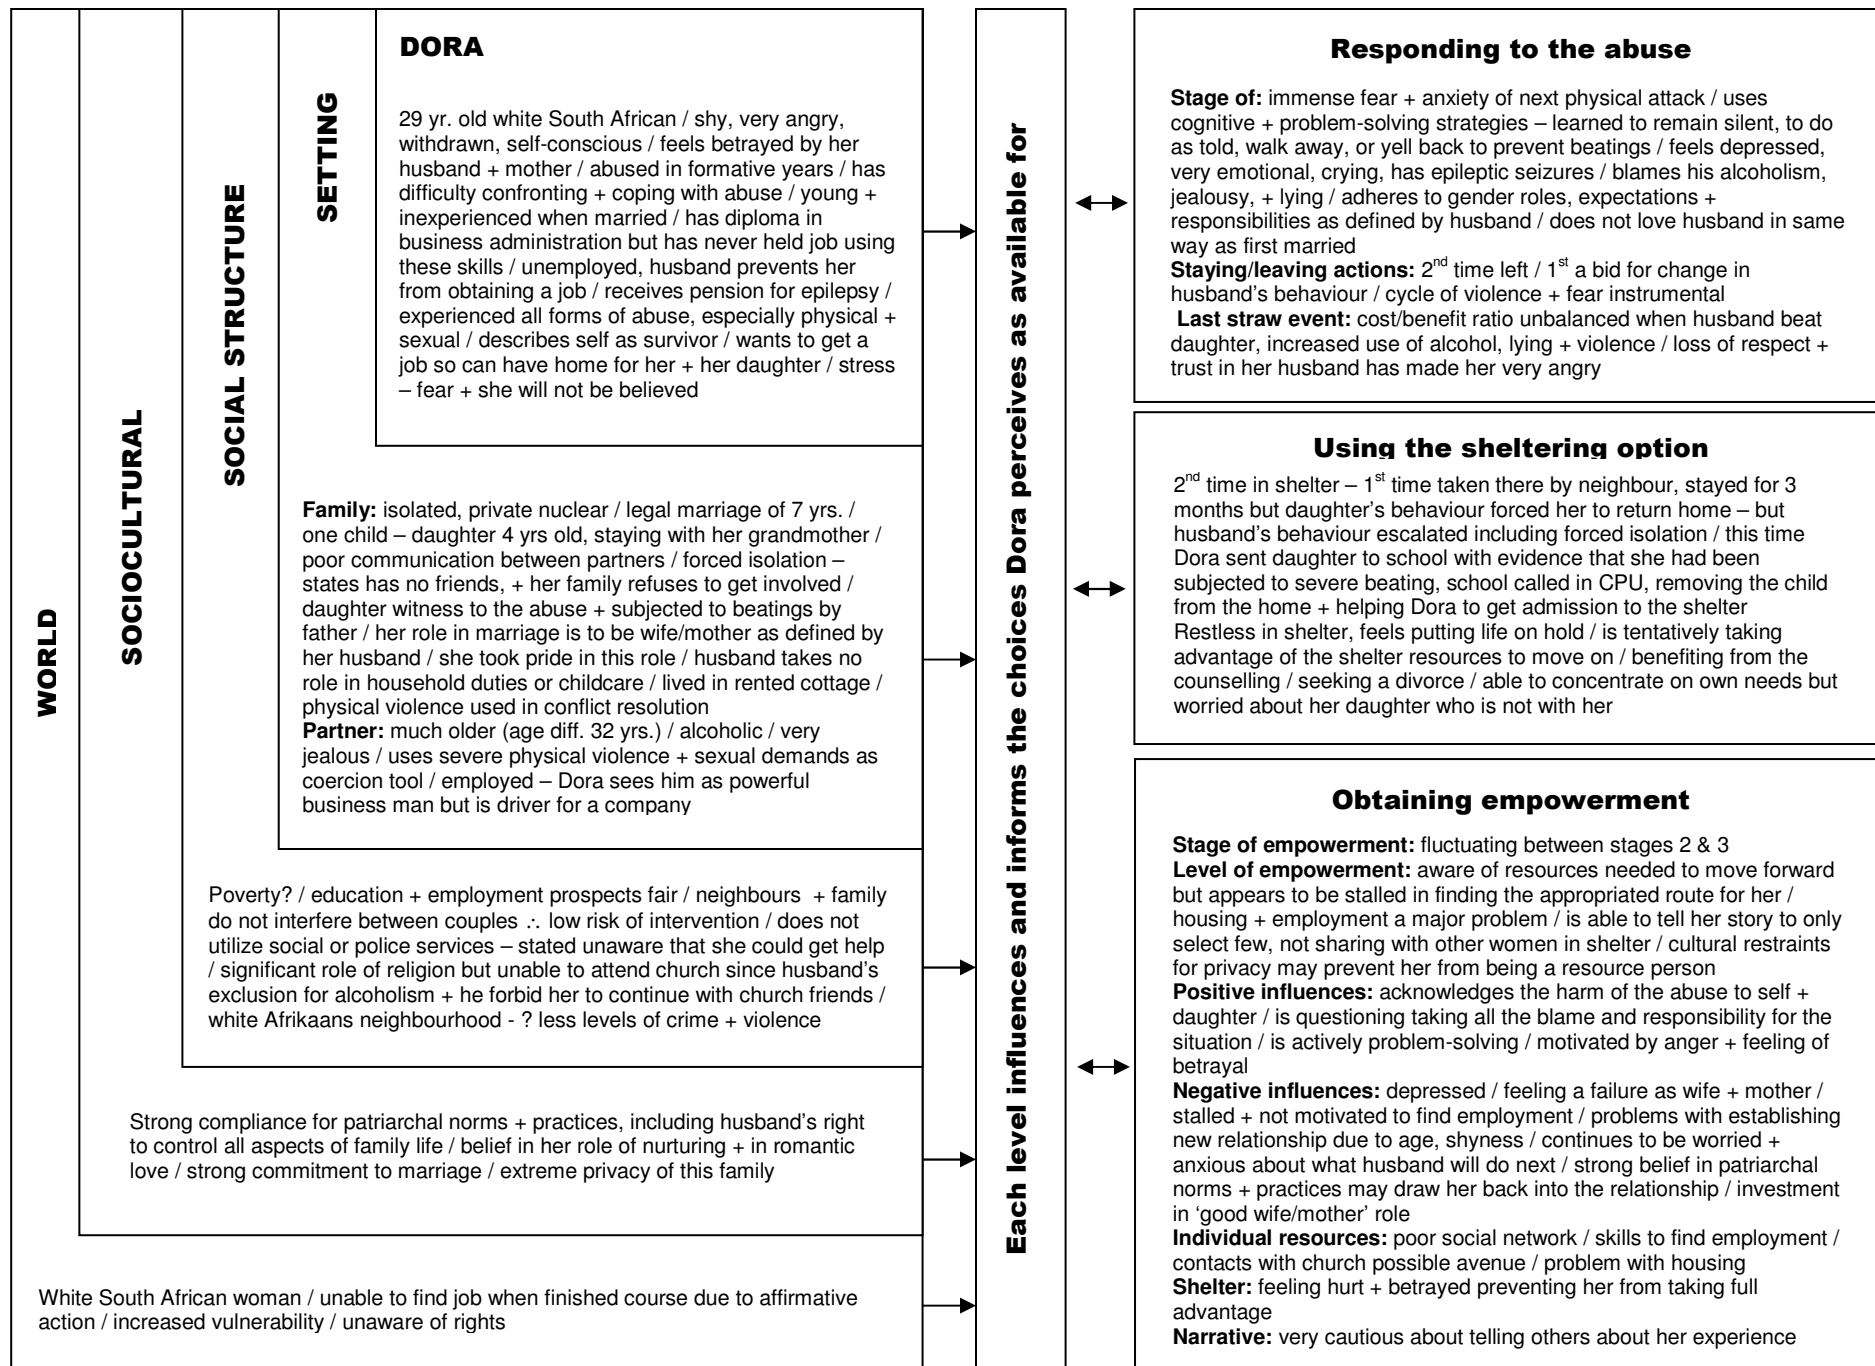 WORLD
SOCIOCULTURAL
SOCIAL STRUCTURE
SETTING
DORA
29 yr. old white South African / shy, very angry,
withdrawn, self-conscious / feels betrayed by her
husband + mother / abused in formative years / has
difficulty confronting + coping with abuse / young +
inexperienced when married / has diploma in
business administration but has never held job using
these skills / unemployed, husband prevents her
from obtaining a job / receives pension for epilepsy /
experienced all forms of abuse, especially physical +
sexual / describes self as survivor / wants to get a
job so can have home for her + her daughter / stress
– fear + she will not be believed
Family: isolated, private nuclear / legal marriage of 7 yrs. /
one child – daughter 4 yrs old, staying with her grandmother /
poor communication between partners / forced isolation –
states has no friends, + her family refuses to get involved /
daughter witness to the abuse + subjected to beatings by
father / her role in marriage is to be wife/mother as defined by
her husband / she took pride in this role / husband takes no
role in household duties or childcare / lived in rented cottage /
physical violence used in conflict resolution
Partner: much older (age diff. 32 yrs.) / alcoholic / very
jealous / uses severe physical violence + sexual demands as
coercion tool / employed – Dora sees him as powerful
business man but is driver for a company
Poverty? / education + employment prospects fair / neighbours + family
do not interfere between couples ∴ low risk of intervention / does not
utilize social or police services – stated unaware that she could get help
/ significant role of religion but unable to attend church since husband's
exclusion for alcoholism + he forbid her to continue with church friends /
white Afrikaans neighbourhood - ? less levels of crime + violence
Strong compliance for patriarchal norms + practices, including husband's right
to control all aspects of family life / belief in her role of nurturing + in romantic
love / strong commitment to marriage / extreme privacy of this family
White South African woman / unable to find job when finished course due to affirmative
action / increased vulnerability / unaware of rights
Each level influences and informs the choices Dora perceives as available for
Responding to the abuse
Stage of: immense fear + anxiety of next physical attack / uses
cognitive + problem-solving strategies – learned to remain silent, to do
as told, walk away, or yell back to prevent beatings / feels depressed,
very emotional, crying, has epileptic seizures / blames his alcoholism,
jealousy, + lying / adheres to gender roles, expectations +
responsibilities as defined by husband / does not love husband in same
way as first married
Staying/leaving actions: 2nd time left / 1st a bid for change in
husband's behaviour / cycle of violence + fear instrumental
Last straw event: cost/benefit ratio unbalanced when husband beat
daughter, increased use of alcohol, lying + violence / loss of respect +
trust in her husband has made her very angry
Using the sheltering option
2nd time in shelter – 1st time taken there by neighbour, stayed for 3
months but daughter's behaviour forced her to return home – but
husband's behaviour escalated including forced isolation / this time
Dora sent daughter to school with evidence that she had been
subjected to severe beating, school called in CPU, removing the child
from the home + helping Dora to get admission to the shelter
Restless in shelter, feels putting life on hold / is tentatively taking
advantage of the shelter resources to move on / benefiting from the
counselling / seeking a divorce / able to concentrate on own needs but
worried about her daughter who is not with her
Obtaining empowerment
Stage of empowerment: fluctuating between stages 2 & 3
Level of empowerment: aware of resources needed to move forward
but appears to be stalled in finding the appropriated route for her /
housing + employment a major problem / is able to tell her story to only
select few, not sharing with other women in shelter / cultural restraints
for privacy may prevent her from being a resource person
Positive influences: acknowledges the harm of the abuse to self +
daughter / is questioning taking all the blame and responsibility for the
situation / is actively problem-solving / motivated by anger + feeling of
betrayal
Negative influences: depressed / feeling a failure as wife + mother /
stalled + not motivated to find employment / problems with establishing
new relationship due to age, shyness / continues to be worried +
anxious about what husband will do next / strong belief in patriarchal
norms + practices may draw her back into the relationship / investment
in 'good wife/mother' role
Individual resources: poor social network / skills to find employment /
contacts with church possible avenue / problem with housing
Shelter: feeling hurt + betrayed preventing her from taking full
advantage
Narrative: very cautious about telling others about her experience